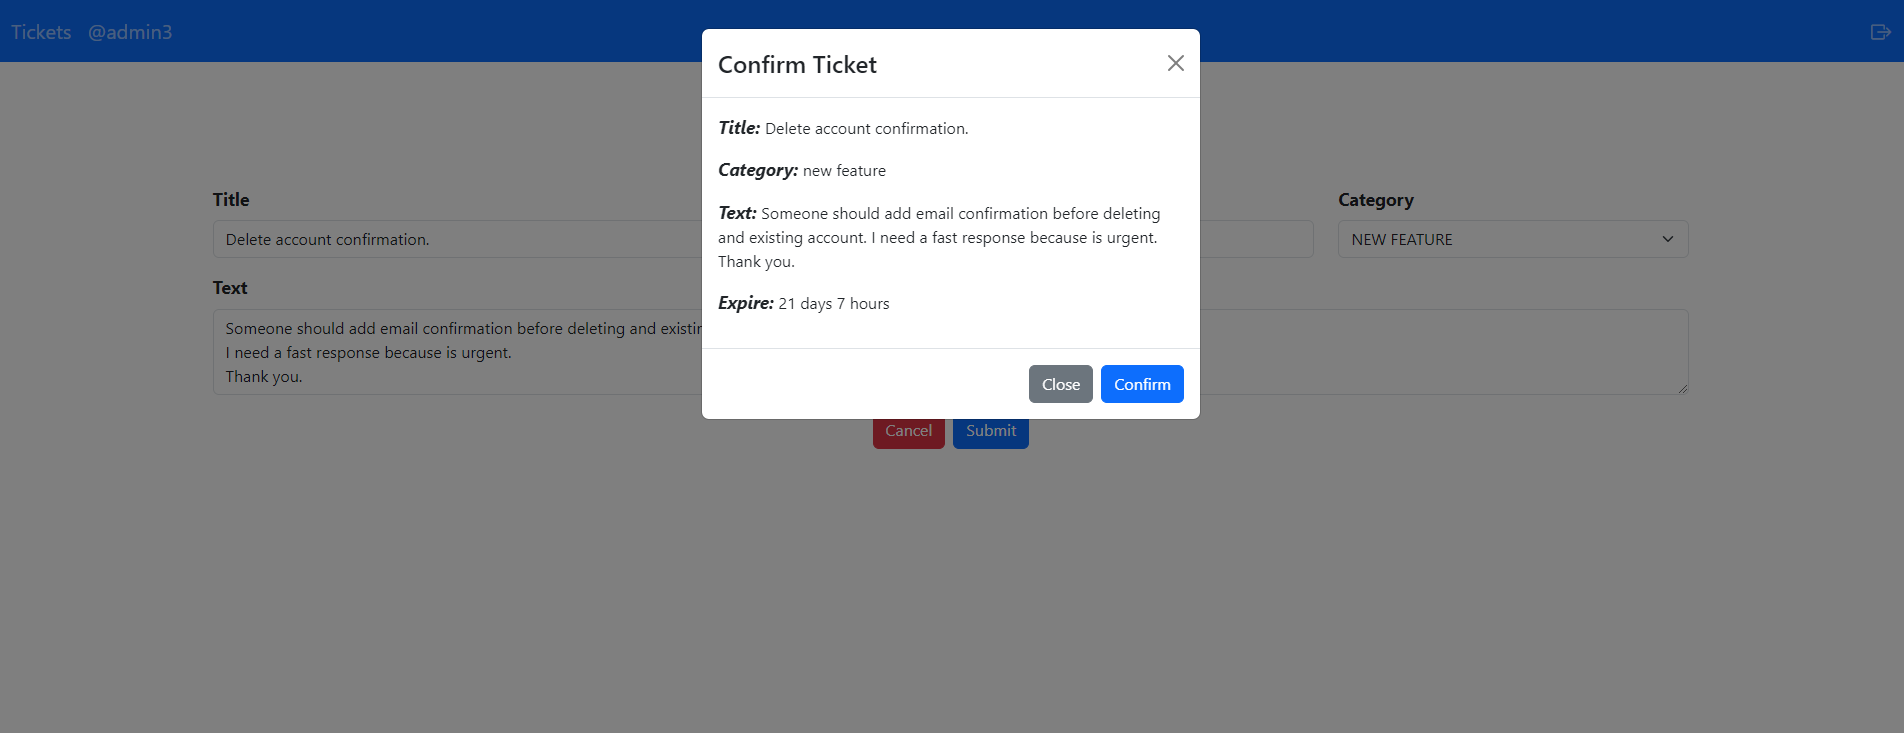 Tickets @admin3
Confirm Ticket
Title: Delete account confirmation.
Category: new feature
Text: Someone should add email confirmation before deleting
and existing account. I need a fast response because is urgent.
Thank you.
Expire: 21 days 7 hours
Close Confirm
Title
Delete account confirmation.
Category
NEW FEATURE
Text
Someone should add email confirmation before deleting and
I need a fast response because is urgent.
Thank you.
Cancel Submit